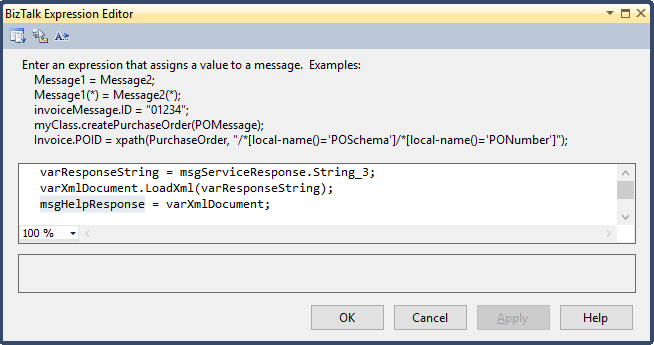 BizTalk Expression Editor
Enter an expression that assigns a value to a message.  Examples:
Message1 = Message2;
Message1(*) = Message2(*);
invoiceMessage.ID = "01234";
myClass.createPurchaseOrder(POMessage);
Invoice.POID = xpath(PurchaseOrder, "/*[local-name()='POSchema']/*[local-name()='PONumber']");
varResponseString = msgServiceResponse.String_3;
varXmlDocument.LoadXml(varResponseString);
msgHelpResponse = varXmlDocument;
100 %
OK Cancel Apply Help